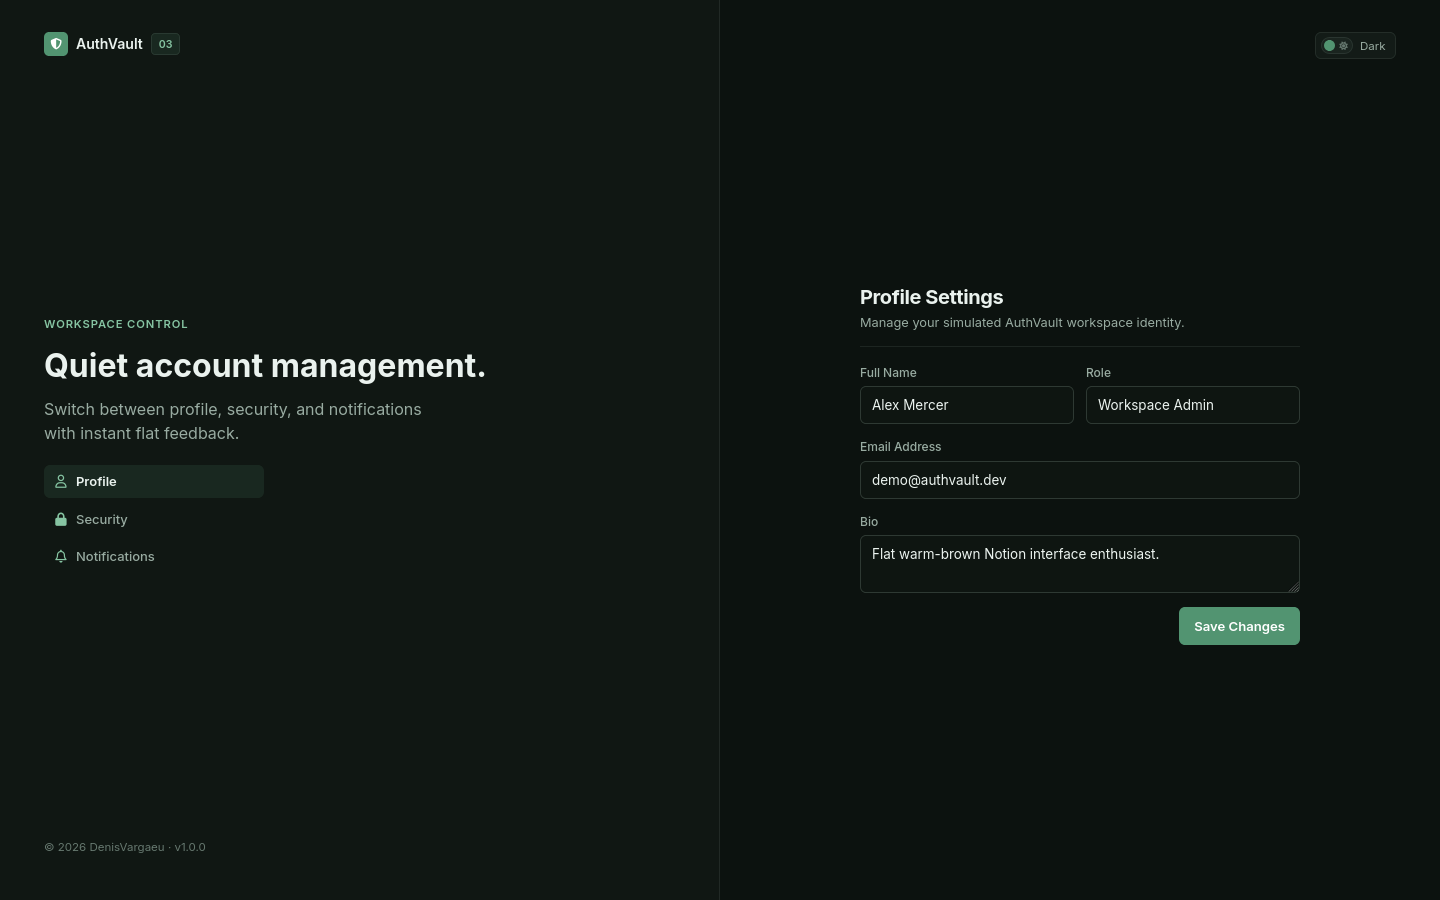 AuthVault 03
Dark
WORKSPACE CONTROL
Quiet account management.
Switch between profile, security, and notifications
with instant flat feedback.
Profile
Security
Notifications
© 2026 DenisVargaeu · v1.0.0
Profile Settings
Manage your simulated AuthVault workspace identity.
Full Name
Alex Mercer
Role
Workspace Admin
Email Address
demo@authvault.dev
Bio
Flat warm-brown Notion interface enthusiast.
Save Changes